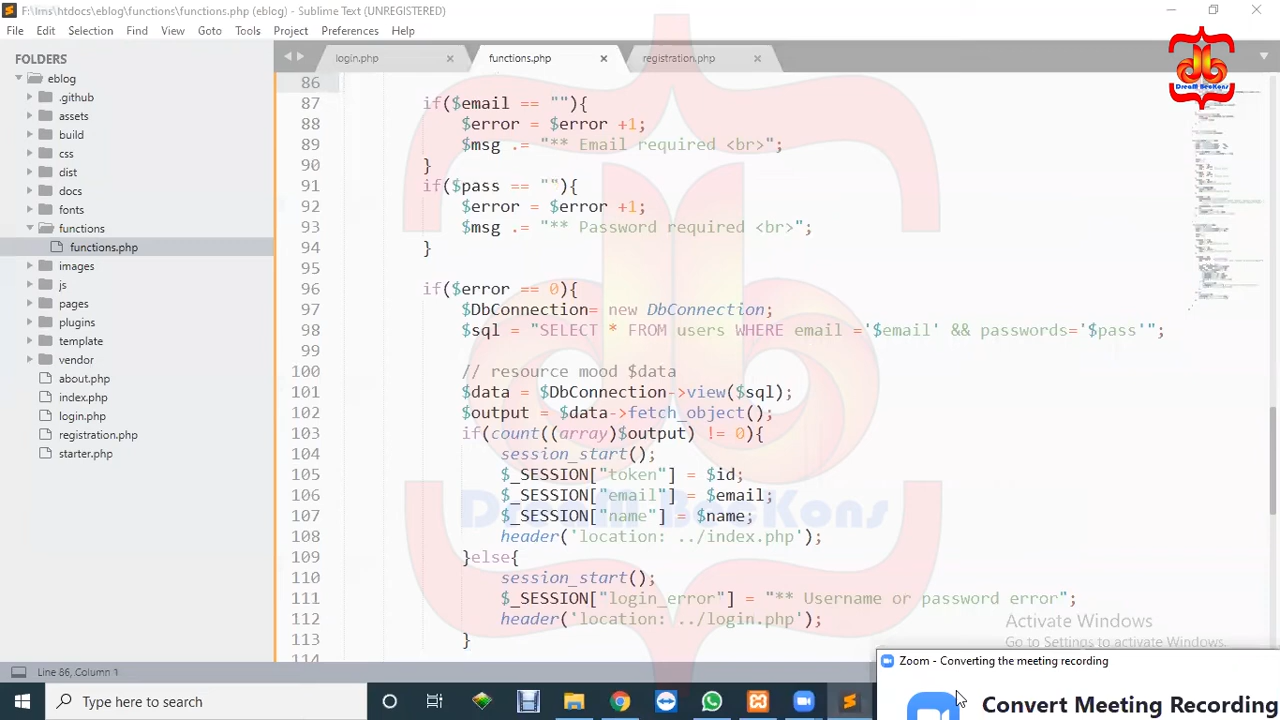 F:\lms\htdocs\eblog\functions\functions.php (eblog) - Sublime Text (UNREGISTERED)
File Edit Selection Find View Goto Tools Project Preferences Help
FOLDERS
eblog
.github
assets
build
css
dist
docs
fonts
functions.php
images
js
pages
plugins
template
vendor
about.php
index.php
login.php
registration.php
starter.php
login.php
functions.php
registration.php
DreaM BeeKons
86
87 if($email == ""){
88 $error = $error +1;
89 $msg = "** email required <br>";
90 }
91 if($pass == ""){
92 $error = $error +1;
93 $msg = "** Password required<br>";
94 }
95
96 if($error == 0){
97 $Dbconnection= new DbConnection;
98 $sql = "SELECT * FROM users WHERE email ='$email' && passwords='$pass'";
99
100 // resource mood $data
101 $data = $DbConnection->view($sql);
102 $output = $data->fetch_object();
103 if(count((array)$output) != 0){
104 session_start();
105 $_SESSION["token"] = $id;
106 $_SESSION["email"] = $email;
107 $_SESSION["name"] = $name;
108 header('location: ../index.php');
109 }else{
110 session_start();
111 $_SESSION["login_error"] = "** Username or password error";
112 header('location: ../login.php');
113 }
114
DreaM BeeKons
Activate Windows
Go to Settings to activate Windows.
Line 86, Column 1
Zoom - Converting the meeting recording
Convert Meeting Recording
Type here to search